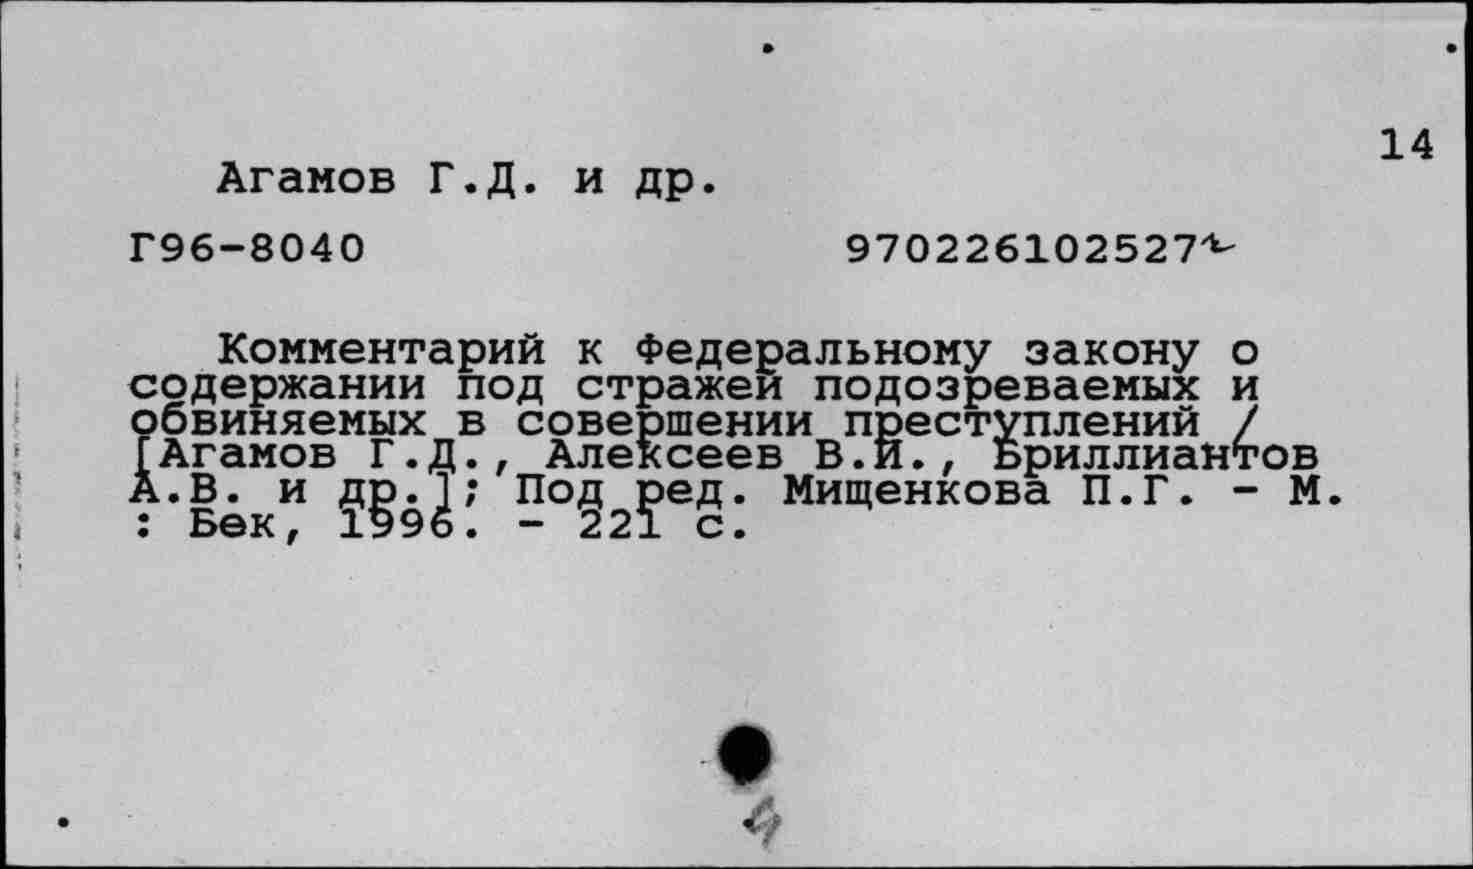 14
Агамов Г.Д. и др.
Г96-8040 970226102527
Комментарий к Федеральному закону о
содержании под стражей подозреваемых и
обвиняемых в совершении преступлений /
[Агамов Г.Д., Алексеев В.И., Бриллиантов
А.В. и др.]; Под ред. Мищенкова П.Г. - М.
: Бек, 1996. - 221 с.